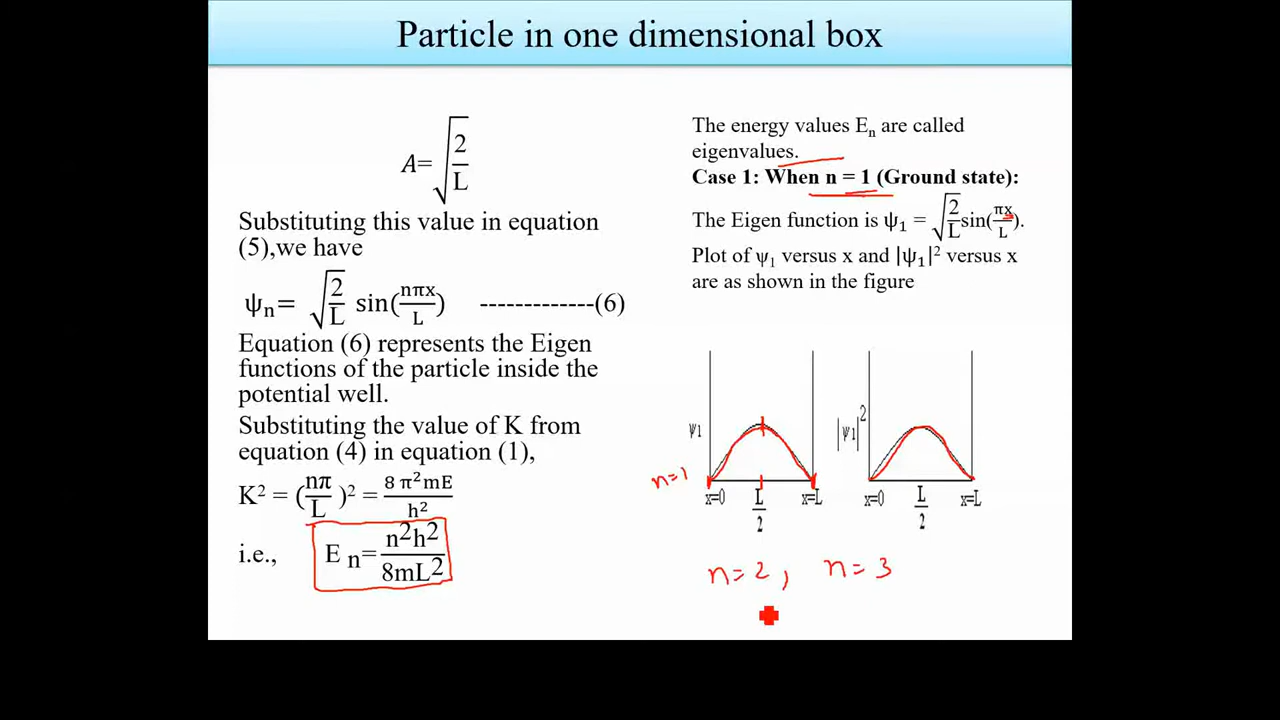 Particle in one dimensional box
A=√(2/L)
Substituting this value in equation
(5),we have
ψₙ= √(2/L) sin(nπx/L) -------------(6)
Equation (6) represents the Eigen
functions of the particle inside the
potential well.
Substituting the value of K from
equation (4) in equation (1),
K² = (nπ/L)² = 8 π²mE/h²
i.e., E ₙ= n²h²/8mL²
The energy values Eₙ are called
eigenvalues.
Case 1: When n = 1 (Ground state):
The Eigen function is ψ₁ = √(2/L)sin(πx/L).
Plot of ψ₁ versus x and |ψ₁|² versus x
are as shown in the figure
ψ1
n=1
x=0 L/2 x=L
|ψ1|²
x=0 L/2 x=L
n=2, n=3